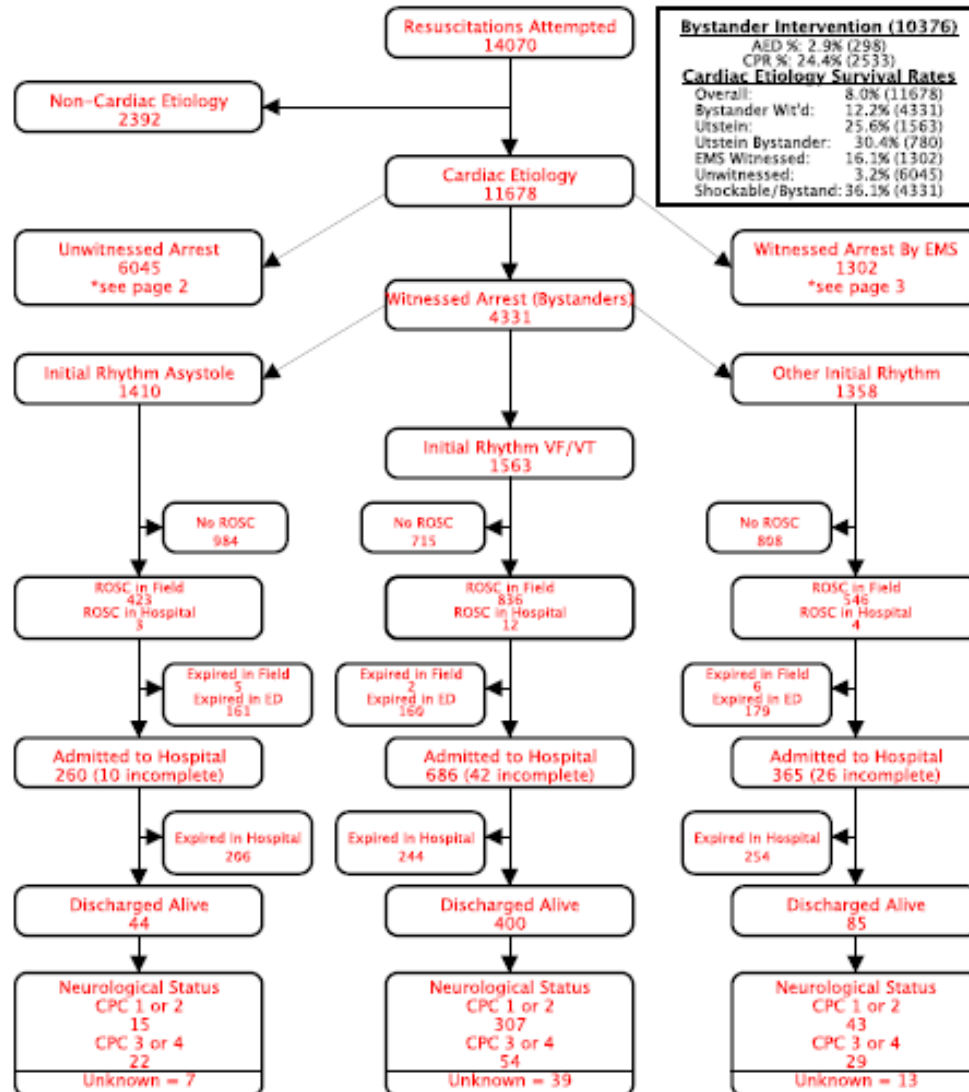 Resuscitations Attempted
14070
Bystander Intervention (10376)
AED %: 2.9% (298)
CPR %: 24.4% (2533)
Cardiac Etiology Survival Rates
Overall: 8.0% (11678)
Bystander Wit'd: 12.2% (4331)
Utstein: 25.6% (1563)
Utstein Bystander: 30.4% (780)
EMS Witnessed: 16.1% (1302)
Unwitnessed: 3.2% (6045)
Shockable/Bystand: 36.1% (4331)
Non-Cardiac Etiology
2392
Cardiac Etiology
11678
Unwitnessed Arrest
6045
*see page 2
Witnessed Arrest (Bystanders)
4331
Witnessed Arrest By EMS
1302
*see page 3
Initial Rhythm Asystole
1410
Initial Rhythm VF/VT
1563
Other Initial Rhythm
1358
No ROSC
984
No ROSC
715
No ROSC
808
ROSC in Field
423
ROSC in Hospital
3
ROSC in Field
836
ROSC in Hospital
12
ROSC in Field
546
ROSC in Hospital
4
Expired in Field
5
Expired in ED
161
Expired in Field
2
Expired in ED
160
Expired in Field
6
Expired in ED
179
Admitted to Hospital
260 (10 incomplete)
Admitted to Hospital
686 (42 incomplete)
Admitted to Hospital
365 (26 incomplete)
Expired in Hospital
206
Expired in Hospital
244
Expired in Hospital
254
Discharged Alive
44
Discharged Alive
400
Discharged Alive
85
Neurological Status
CPC 1 or 2
15
CPC 3 or 4
22
Unknown = 7
Neurological Status
CPC 1 or 2
307
CPC 3 or 4
54
Unknown = 39
Neurological Status
CPC 1 or 2
43
CPC 3 or 4
29
Unknown = 13